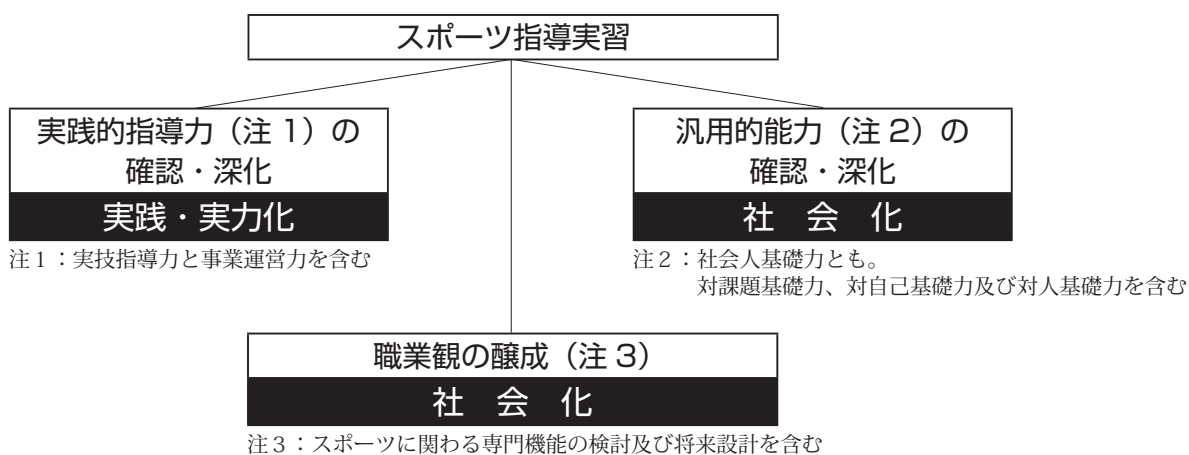 スポーツ指導実習
実践的指導力（注 1）の
確認・深化
実践・実力化
注１：実技指導力と事業運営力を含む
汎用的能力（注 2）の
確認・深化
社　会　化
注２：社会人基礎力とも。
対課題基礎力、対自己基礎力及び対人基礎力を含む
職業観の醸成（注 3）
社　会　化
注３：スポーツに関わる専門機能の検討及び将来設計を含む